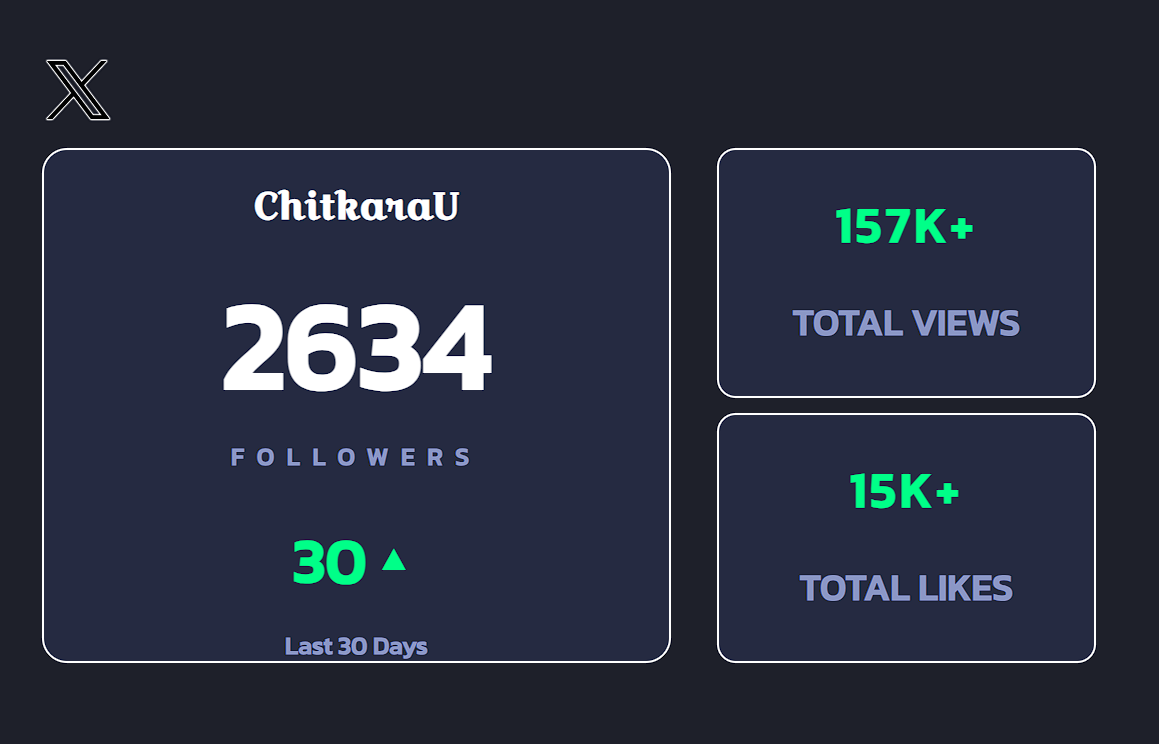 ChitkaraU
2634
FOLLOWERS
30 ▲
Last 30 Days
157K+
TOTAL VIEWS
15K+
TOTAL LIKES